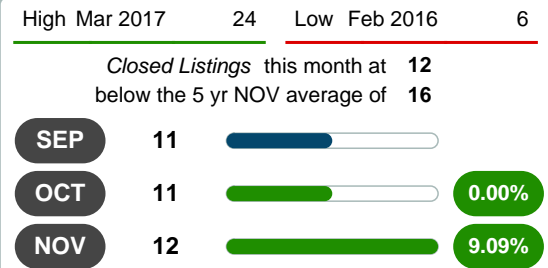 High Mar 2017 24 Low Feb 2016 6
Closed Listings this month at 12
below the 5 yr NOV average of 16
SEP 11
OCT 11 0.00%
NOV 12 9.09%